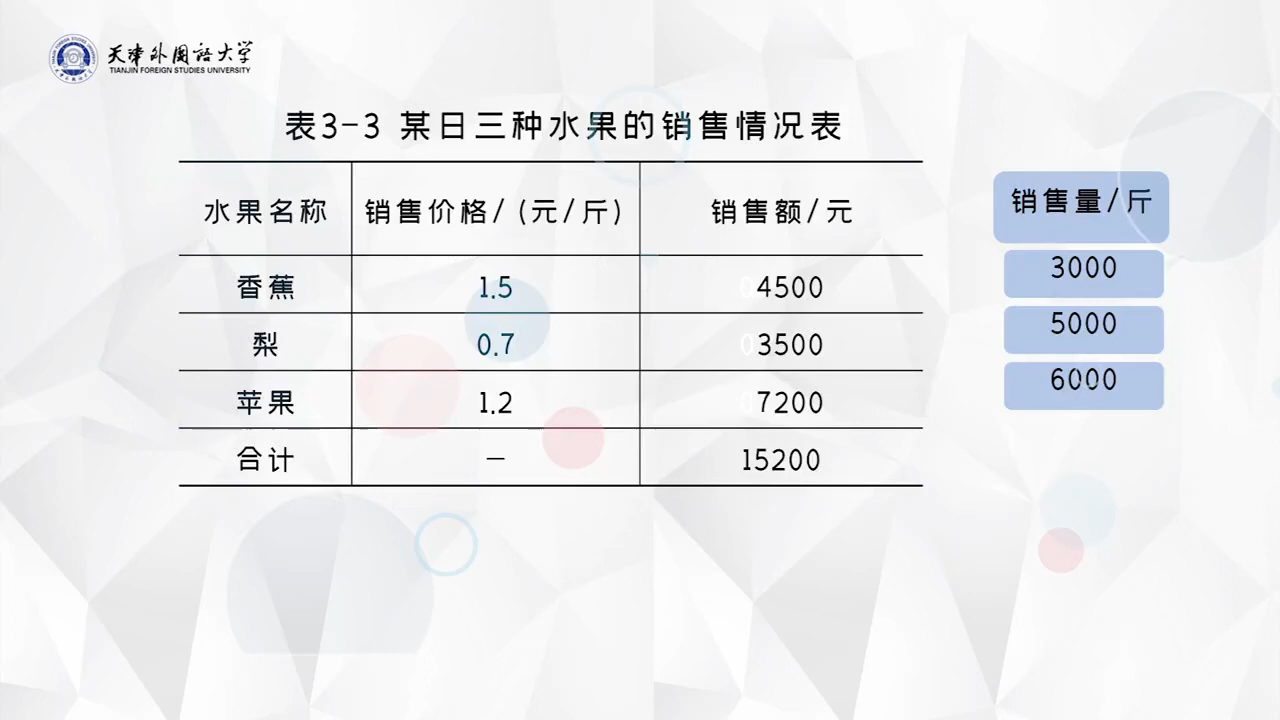 天津外国语大学
TIANJIN FOREIGN STUDIES UNIVERSITY
表3-3 某日三种水果的销售情况表
水果名称 销售价格/(元/斤) 销售额/元 销售量/斤
香蕉 1.5 4500 3000
梨 0.7 3500 5000
苹果 1.2 7200 6000
合计 — 15200